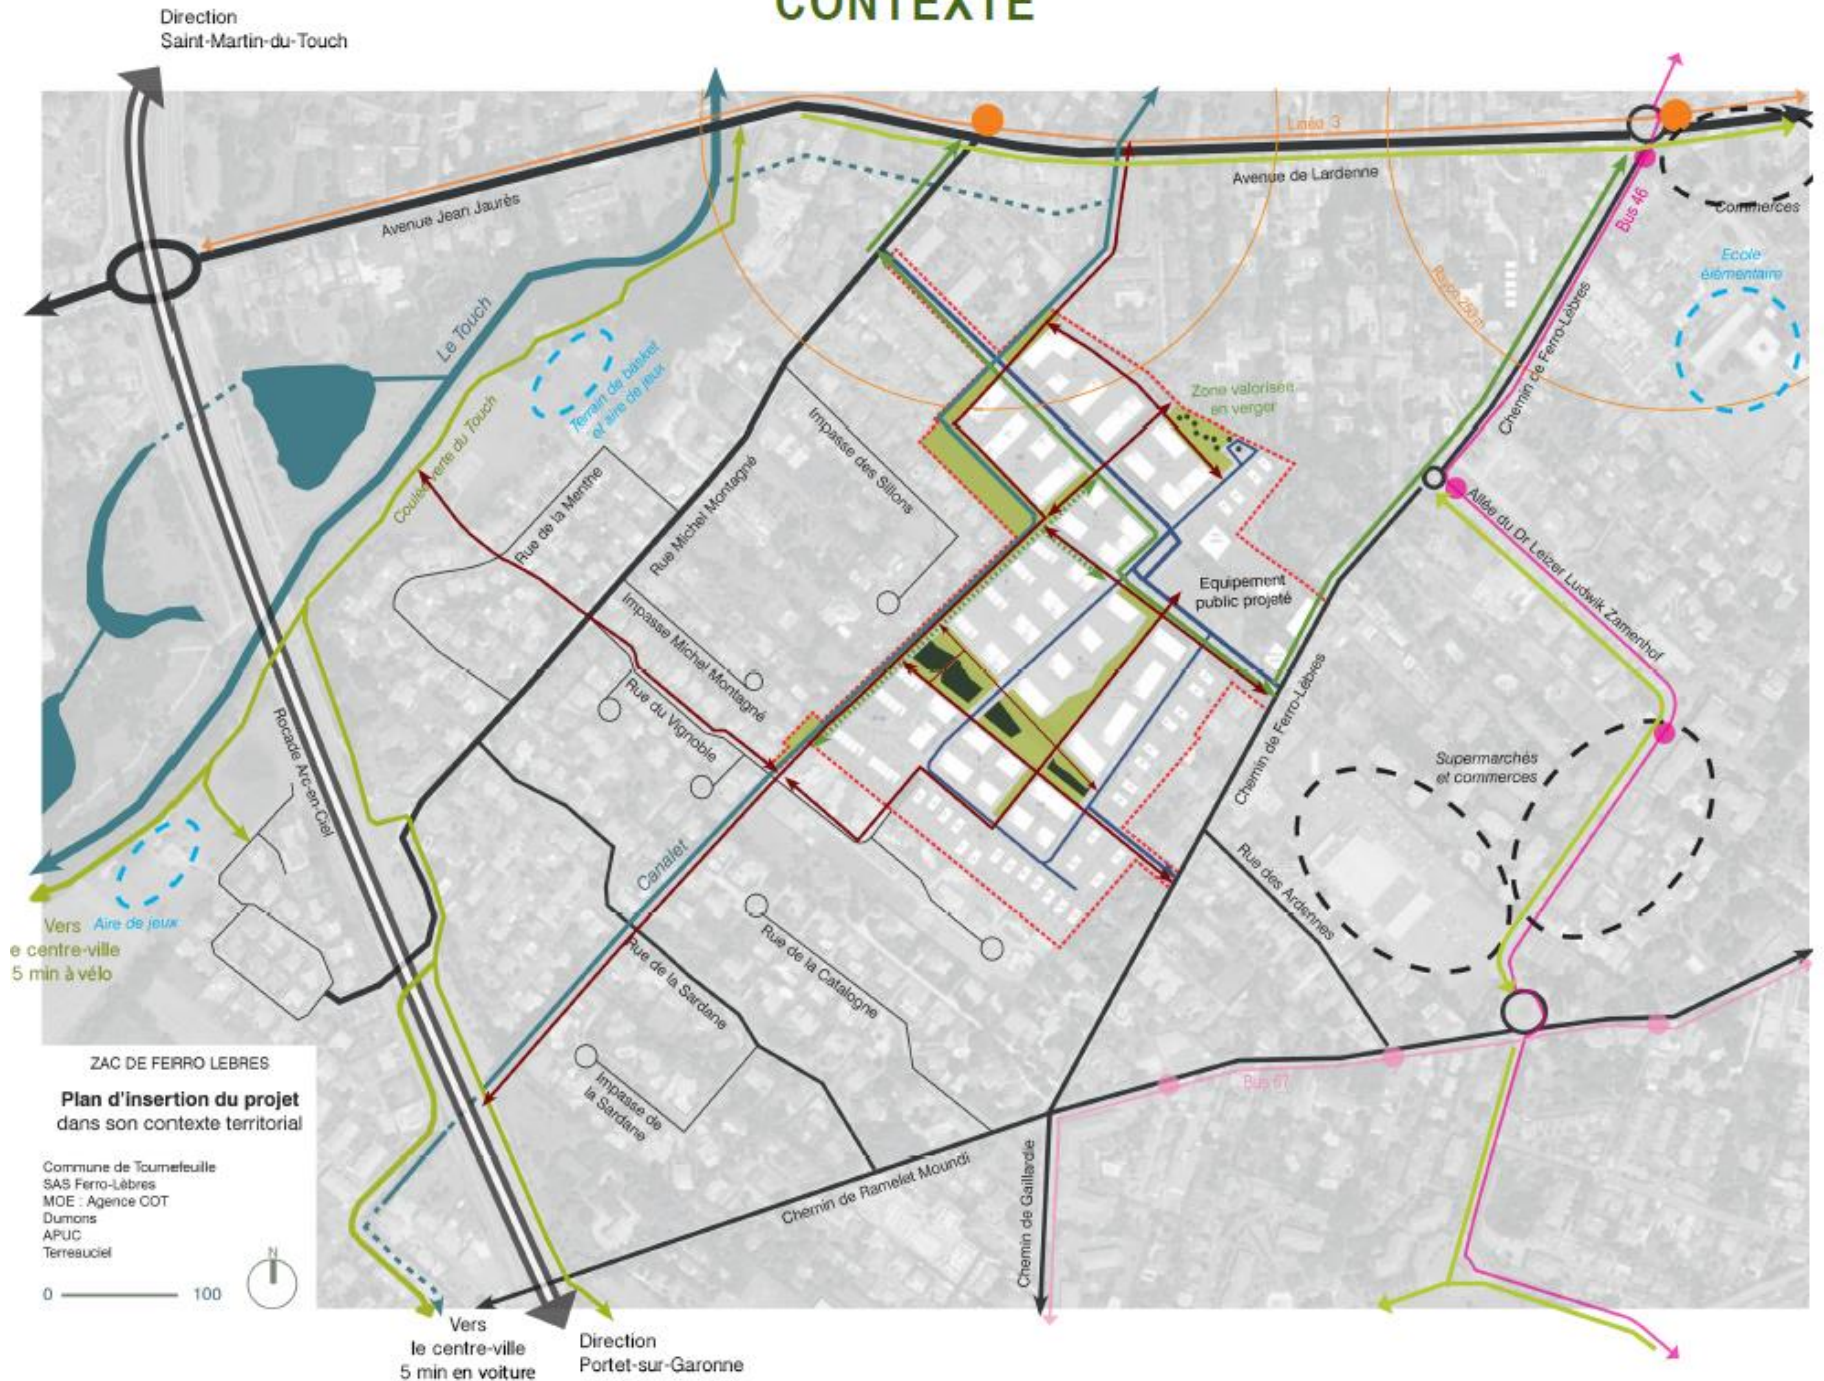 CONTEXTE
Direction
Saint-Martin-du-Touch
Linéo 3
Avenue de Lardenne
Avenue Jean Jaurès
Bus 46
Commerces
Ecole
élémentaire
Rayon 250 m
Chemin de Ferro-Lèbres
Le Touch
Terrain de basket
et aire de jeux
Zone valorisée
en verger
Coulée verte du Touch
Impasse des Sillons
Rue de la Menthe
Rue Michel Montagné
Allée du Dr Leizer Ludwik Zamenhof
Equipement
public projeté
Impasse Michel Montagné
Rue du Vignoble
Chemin de Ferro-Lèbres
Rocade Arc-en-Ciel
Supermarchés
et commerces
Canalet
Rue des Ardennes
Vers
e centre-ville
5 min à vélo
Aire de jeux
Rue de la Sardane
Rue de la Catalogne
Impasse de
la Sardane
Bus 67
Chemin de Ramelet Moundi
Chemin de Gaillardie
ZAC DE FERRO LEBRES
Plan d'insertion du projet
dans son contexte territorial
Commune de Tournefeuille
SAS Ferro-Lèbres
MOE : Agence COT
Dumons
APUC
Terreauciel
N
0 100
Vers
le centre-ville
5 min en voiture
Direction
Portet-sur-Garonne